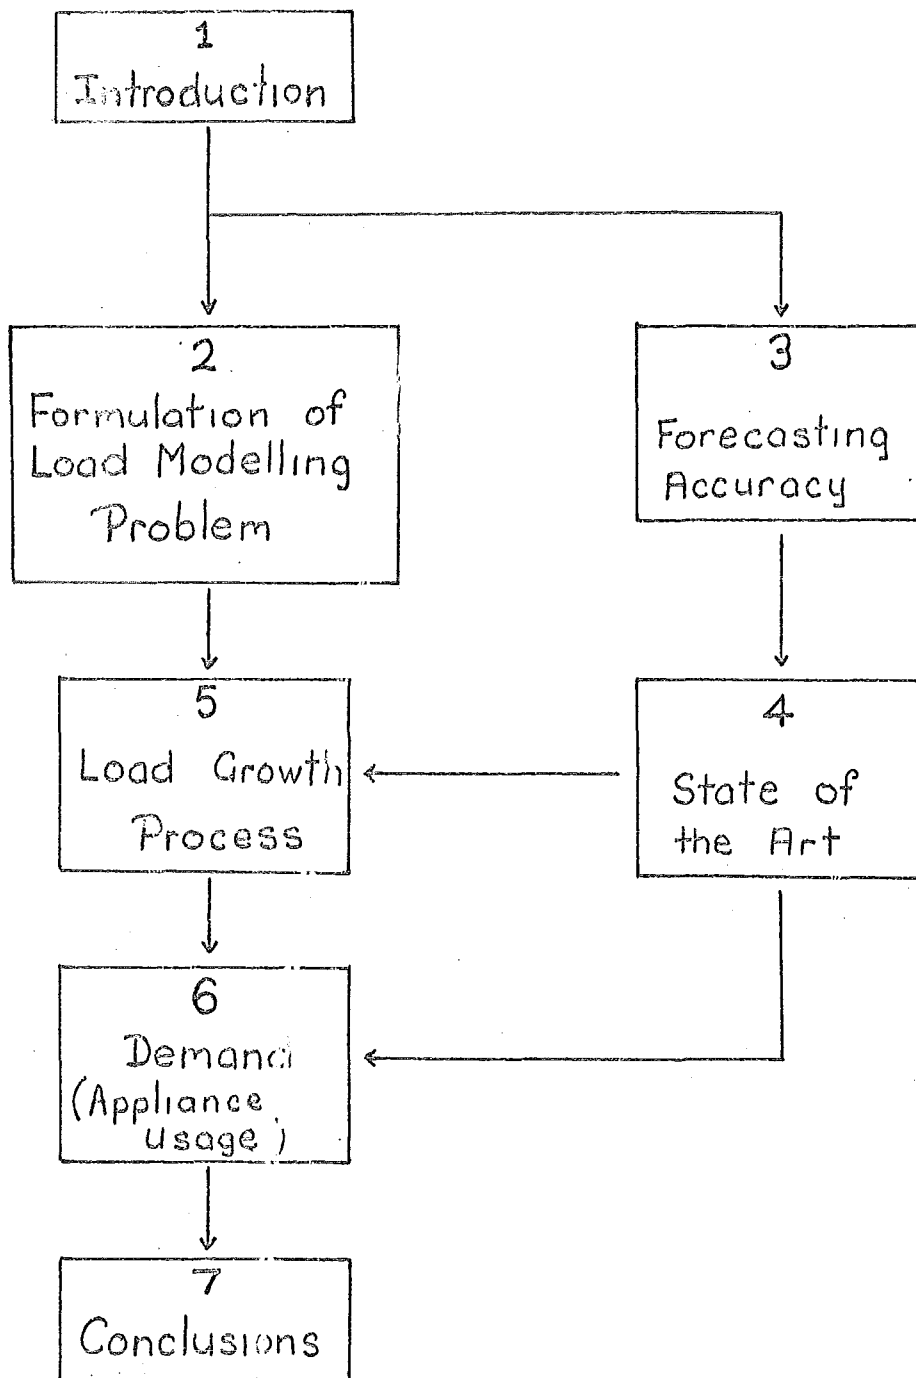 1
Introduction
2
Formulation of
Load Modelling
Problem
3
Forecasting
Accuracy
5
Load Growth
Process
4
State of
the Art
6
Demand
(Appliance
usage)
7
Conclusions